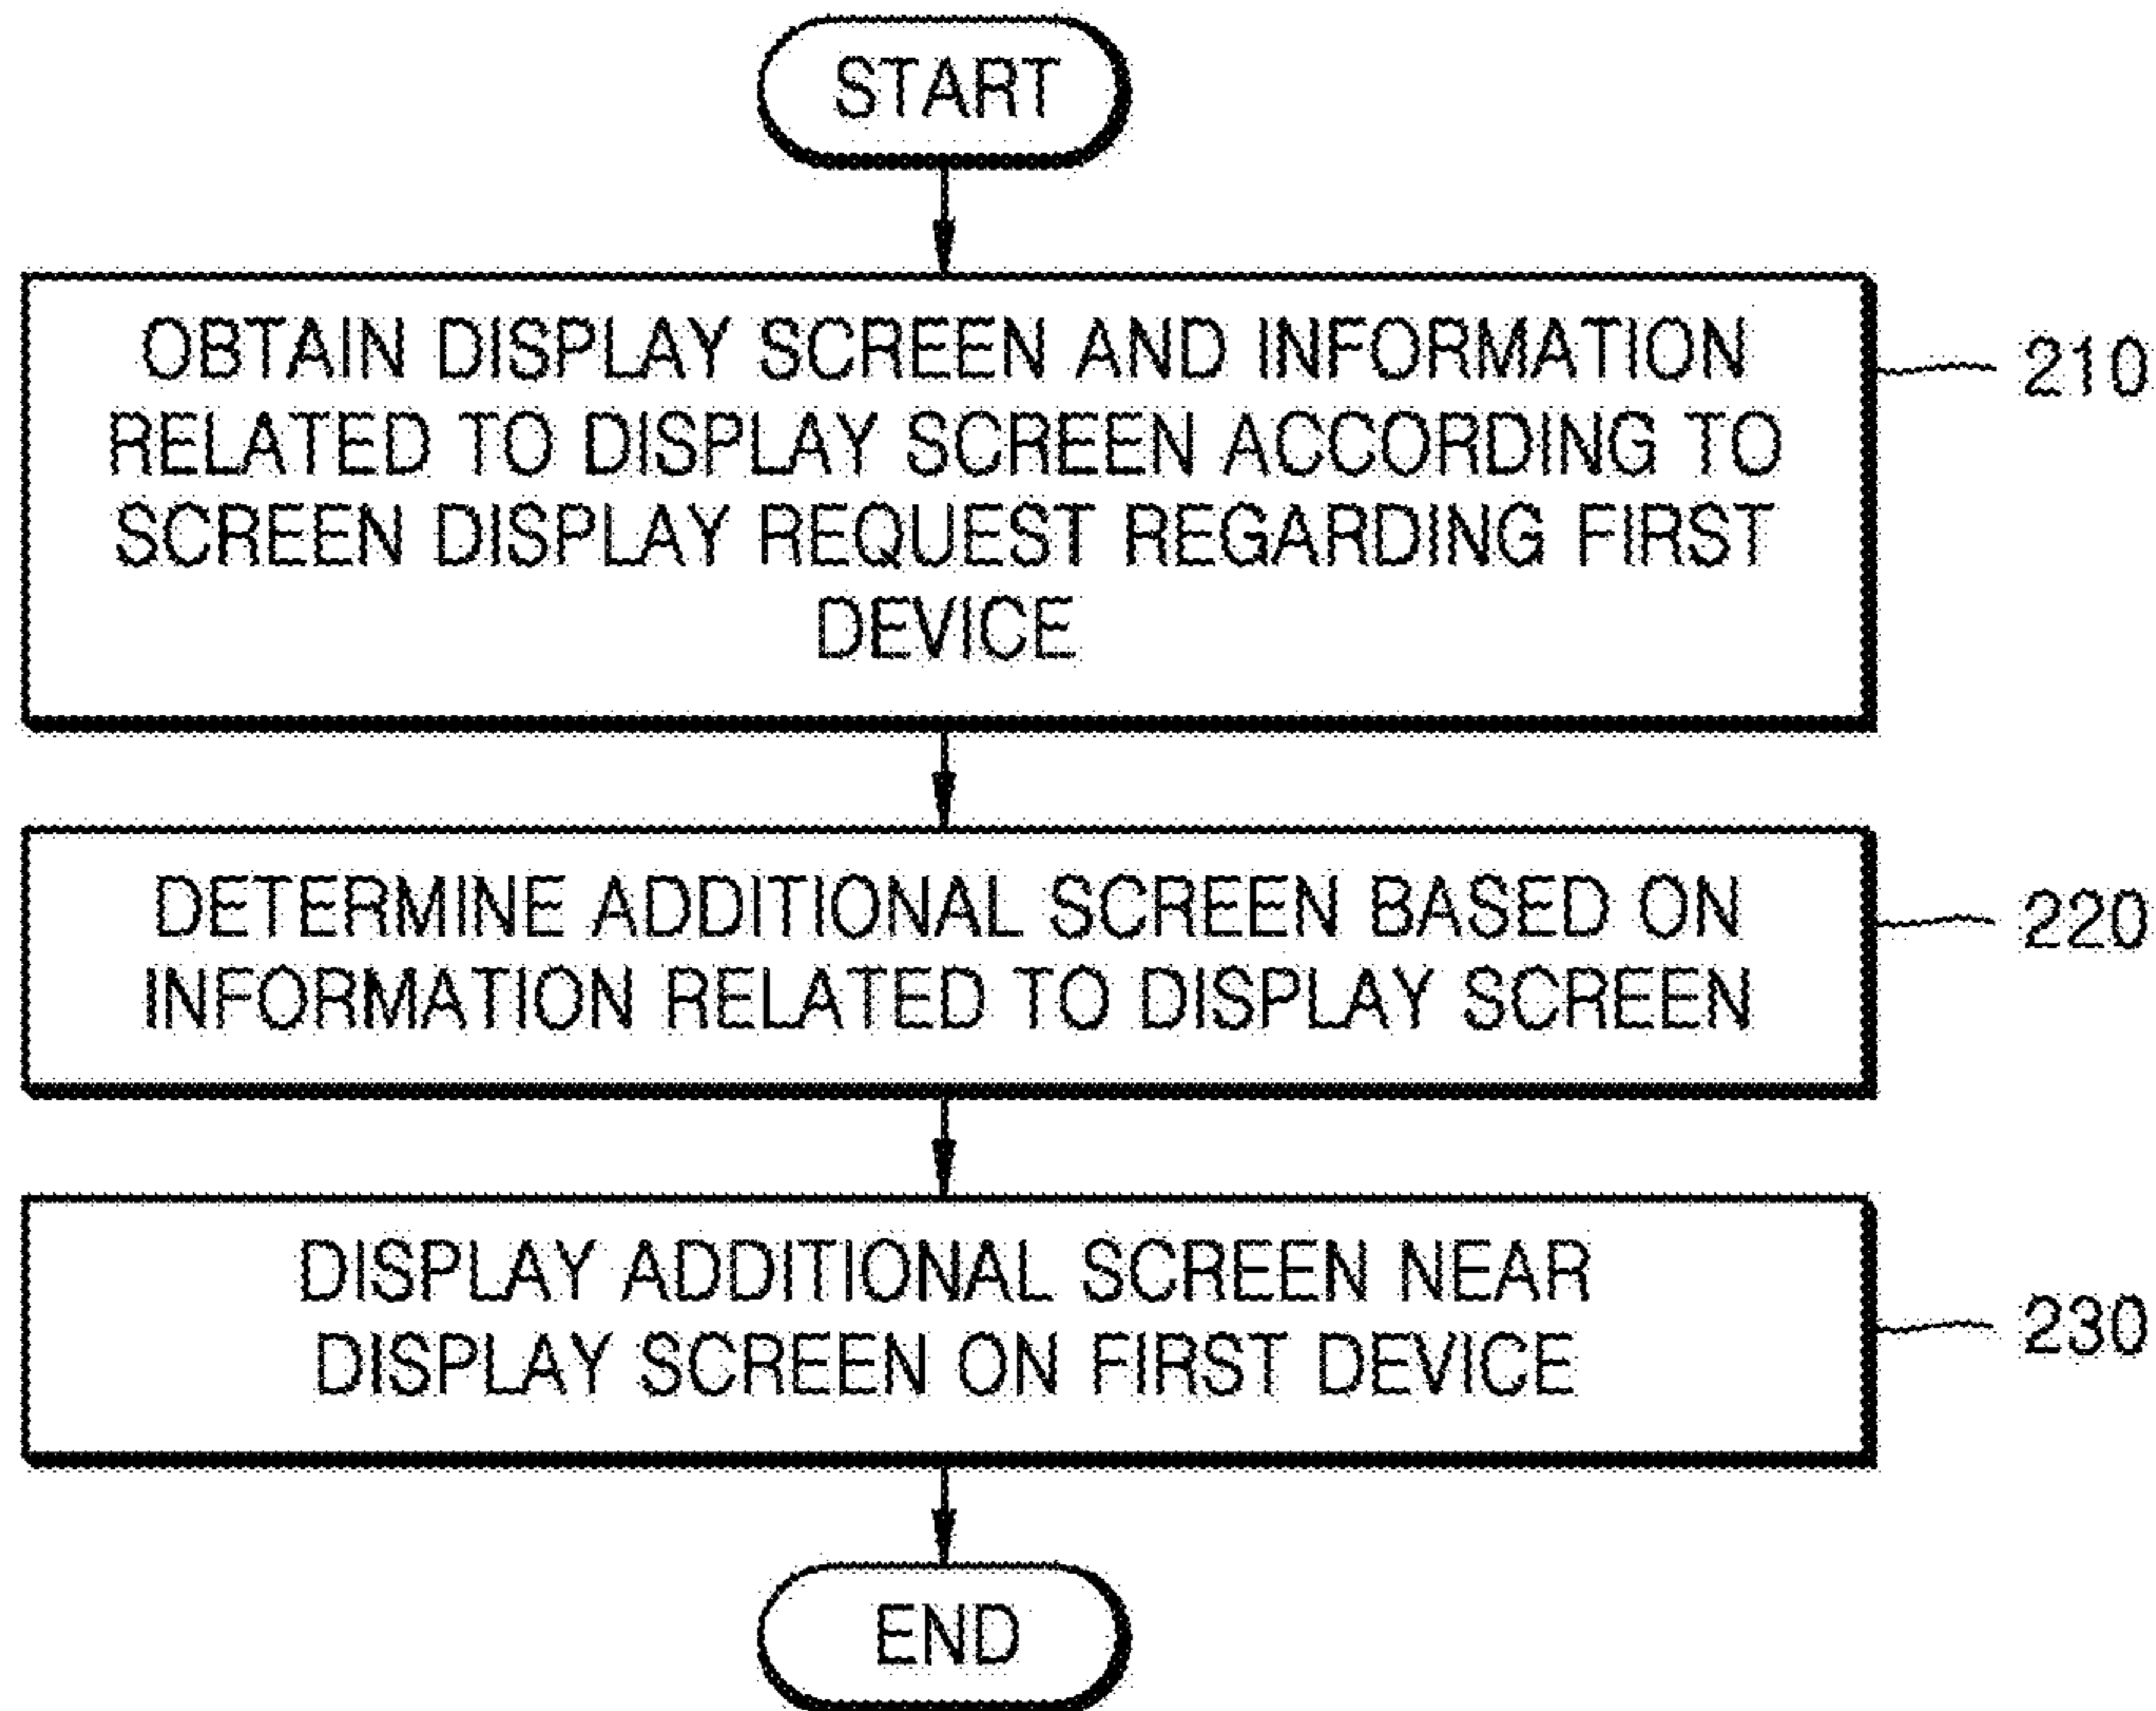 START
OBTAIN DISPLAY SCREEN AND INFORMATION
RELATED TO DISPLAY SCREEN ACCORDING TO
SCREEN DISPLAY REQUEST REGARDING FIRST
DEVICE
210
DETERMINE ADDITIONAL SCREEN BASED ON
INFORMATION RELATED TO DISPLAY SCREEN
220
DISPLAY ADDITIONAL SCREEN NEAR
DISPLAY SCREEN ON FIRST DEVICE
230
END